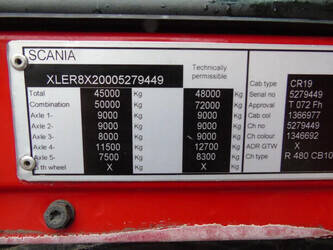 SCANIA
XLER8X20005279449
Technically
permissible
Total 45000 Kg 48000 Kg
Combination 50000 Kg 72000 Kg
Axle 1- 9000 Kg 9000 Kg
Axle 2- 9000 Kg 9000 Kg
Axle 3- 8000 Kg 9000 Kg
Axle 4- 11500 Kg 12700 Kg
Axle 5- 7500 Kg 8300 Kg
th wheel X Kg X Kg
Cab type CR19
Serial no 5279449
Approval T 072 Fh
Cab col 1366977
Ch no 5279449
Ch colour 1346692
ADR GTW X
Ch type R 480 CB10